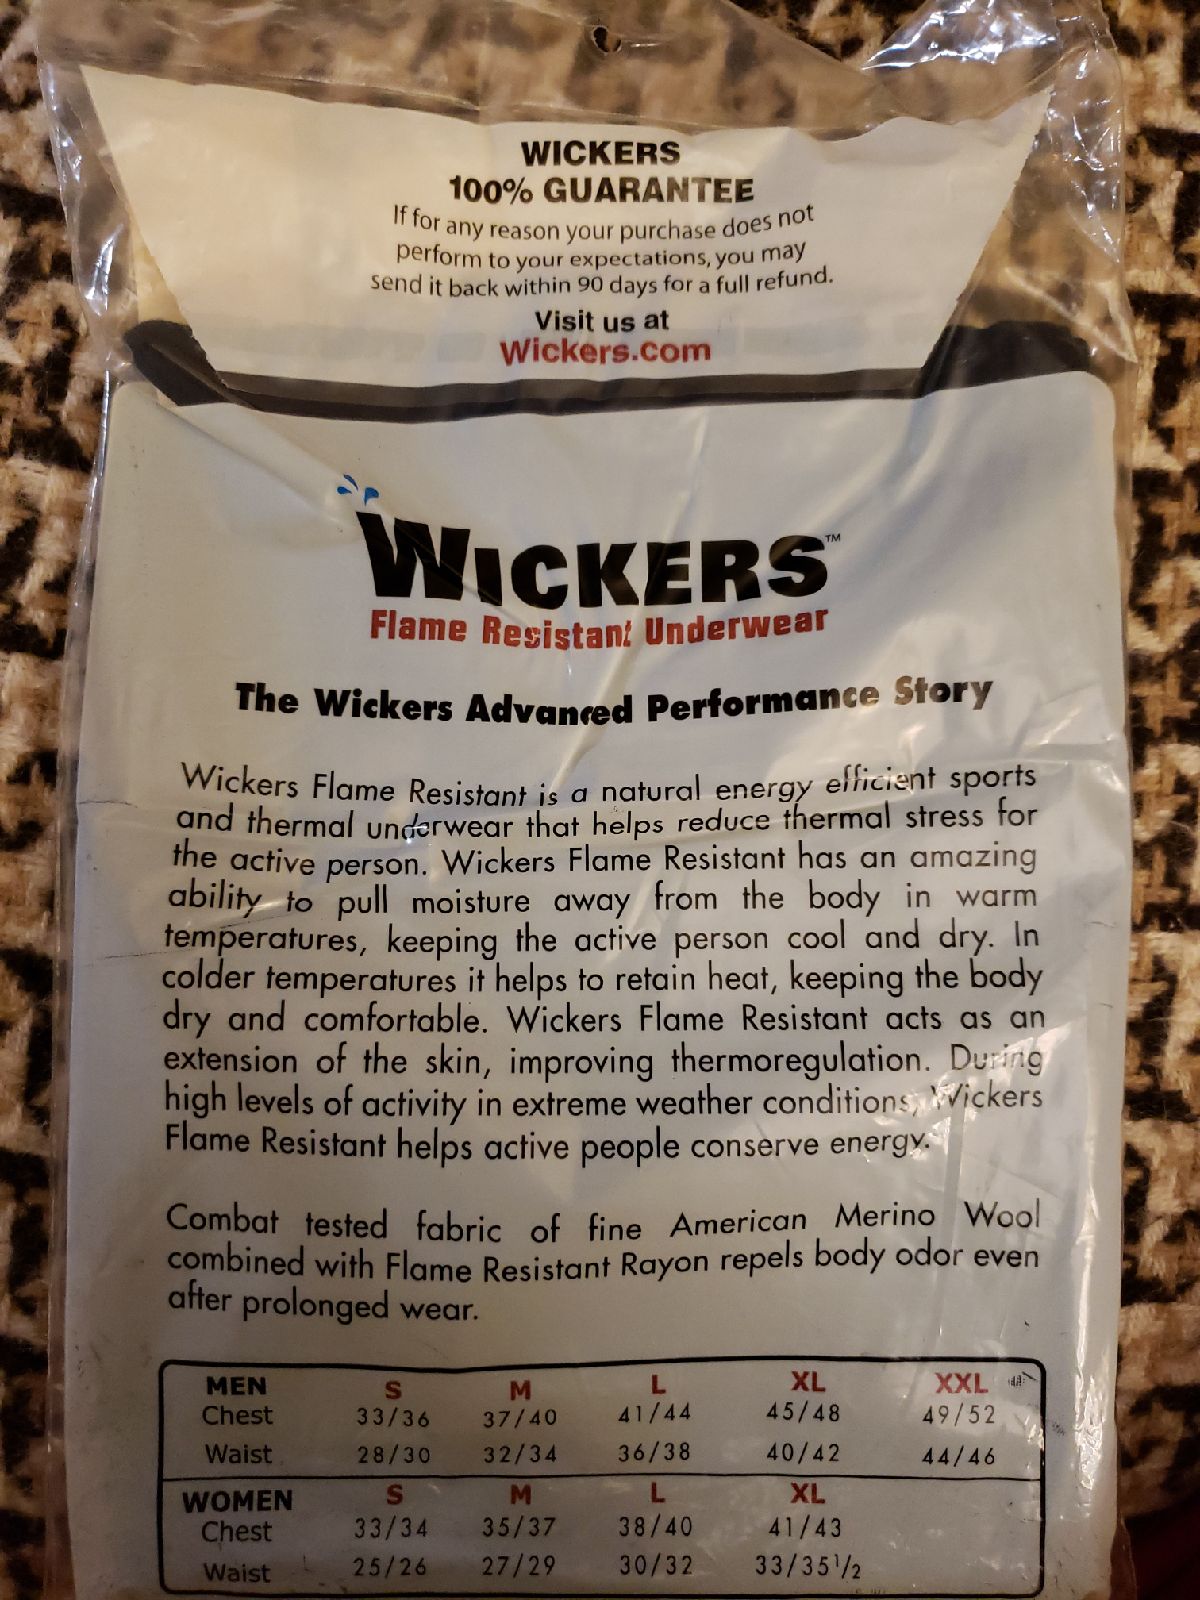 WICKERS
100% GUARANTEE
If for any reason your purchase does not
perform to your expectations, you may
send it back within 90 days for a full refund.
Visit us at
Wickers.com
WICKERS™
Flame Resistant Underwear
The Wickers Advanced Performance Story
Wickers Flame Resistant is a natural energy efficient sports
and thermal underwear that helps reduce thermal stress for
the active person. Wickers Flame Resistant has an amazing
ability to pull moisture away from the body in warm
temperatures, keeping the active person cool and dry. In
colder temperatures it helps to retain heat, keeping the body
dry and comfortable. Wickers Flame Resistant acts as an
extension of the skin, improving thermoregulation. During
high levels of activity in extreme weather conditions, Wickers
Flame Resistant helps active people conserve energy.
Combat tested fabric of fine American Merino Wool
combined with Flame Resistant Rayon repels body odor even
after prolonged wear.
MEN S M L XL XXL
Chest 33/36 37/40 41/44 45/48 49/52
Waist 28/30 32/34 36/38 40/42 44/46
WOMEN S M L XL
Chest 33/34 35/37 38/40 41/43
Waist 25/26 27/29 30/32 33/35½